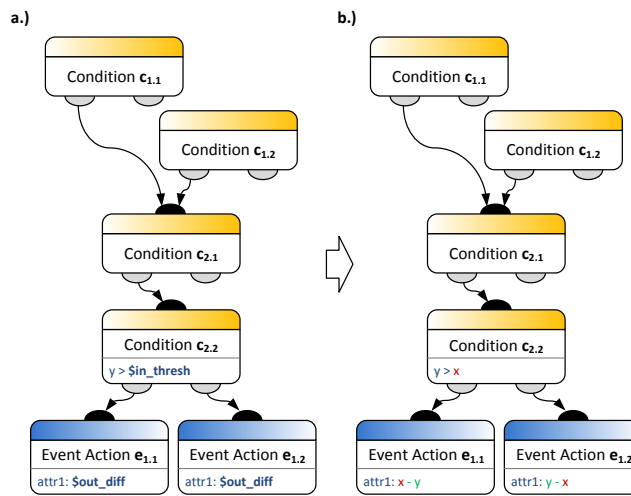 a.)
Condition c1.1
Condition c1.2
Condition c2.1
Condition c2.2
y > $in_thresh
Event Action e1.1
attr1: $out_diff
Event Action e1.2
attr1: $out_diff
b.)
Condition c1.1
Condition c1.2
Condition c2.1
Condition c2.2
y > x
Event Action e1.1
attr1: x - y
Event Action e1.2
attr1: y - x